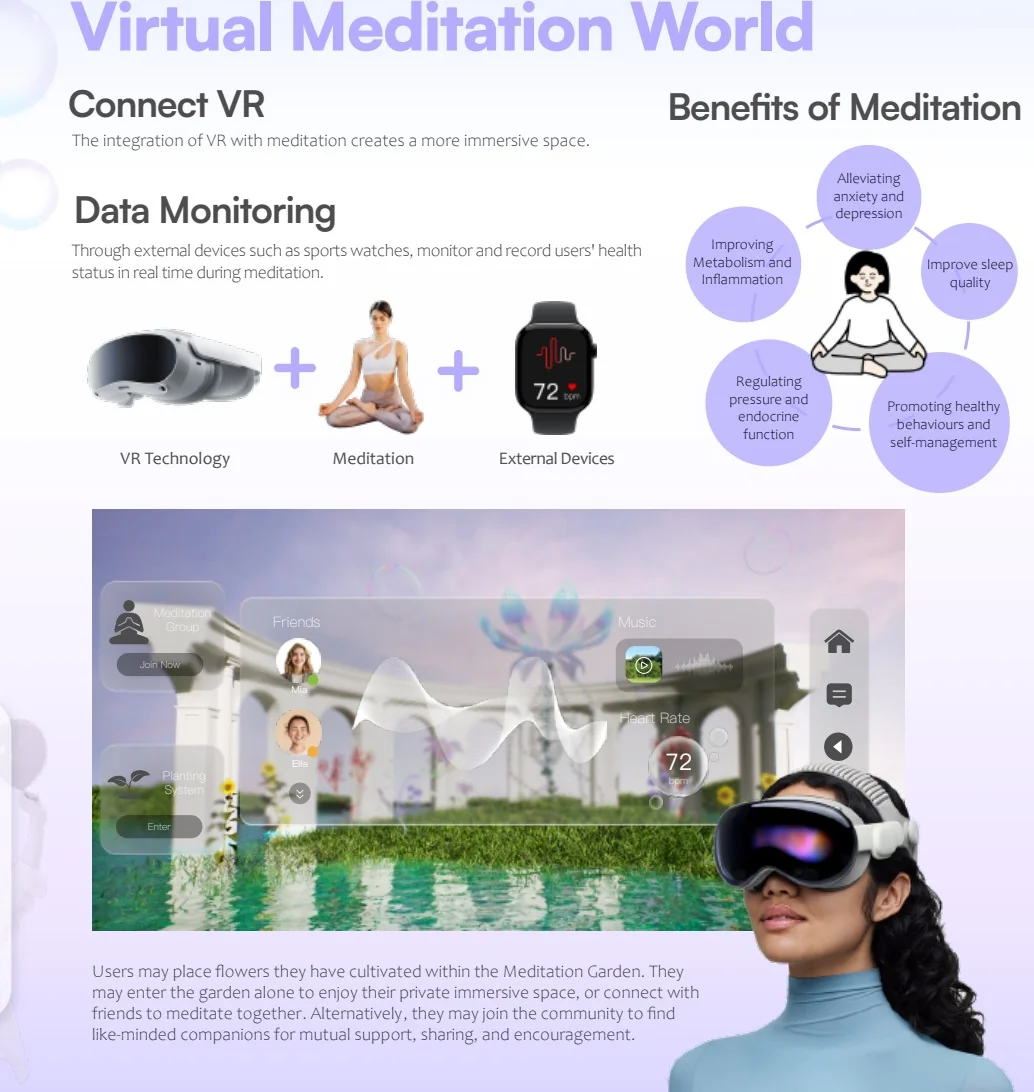 Virtual Meditation World
Connect VR
The integration of VR with meditation creates a more immersive space.
Data Monitoring
Through external devices such as sports watches, monitor and record users' health
status in real time during meditation.
72
bpm
VR Technology
Meditation
External Devices
Benefits of Meditation
Alleviating
anxiety and
depression
Improve sleep
quality
Promoting healthy
behaviours and
self-management
Regulating
pressure and
endocrine
function
Improving
Metabolism and
Inflammation
Meditation
Group
Join Now
Planting
System
Enter
Friends
Mia
Ella
Music
Heart Rate
72
bpm
Users may place flowers they have cultivated within the Meditation Garden. They
may enter the garden alone to enjoy their private immersive space, or connect with
friends to meditate together. Alternatively, they may join the community to find
like-minded companions for mutual support, sharing, and encouragement.